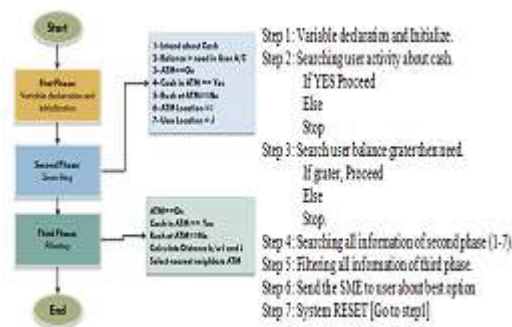 Start
First Phase:
Variable declaration and
initialization
Second Phase
Searching
Third Phase:
Filtering
End
1-Intend about Cash
2-Balance > need in User A/C
3-ATM==On
4-Cash in ATM == Yes
5-Rush at ATM==No
6-ATM Location = i
7-User Location = J
ATM==On,
Cash in ATM == Yes
Rush at ATM==No
Calculate Distance b/w i and J
Select nearest neighbors ATM
Step 1: Variable declaration and Initialize.
Step 2: Searching user activity about cash.
If YES Proceed
Else
Stop
Step 3: Search user balance grater then need.
If grater, Proceed
Else
Stop.
Step 4: Searching all information of second phase (1-7)
Step 5: Filtering all information of third phase.
Step 6: Send the SME to user about best option
Step 7: System RESET [Go to step1]